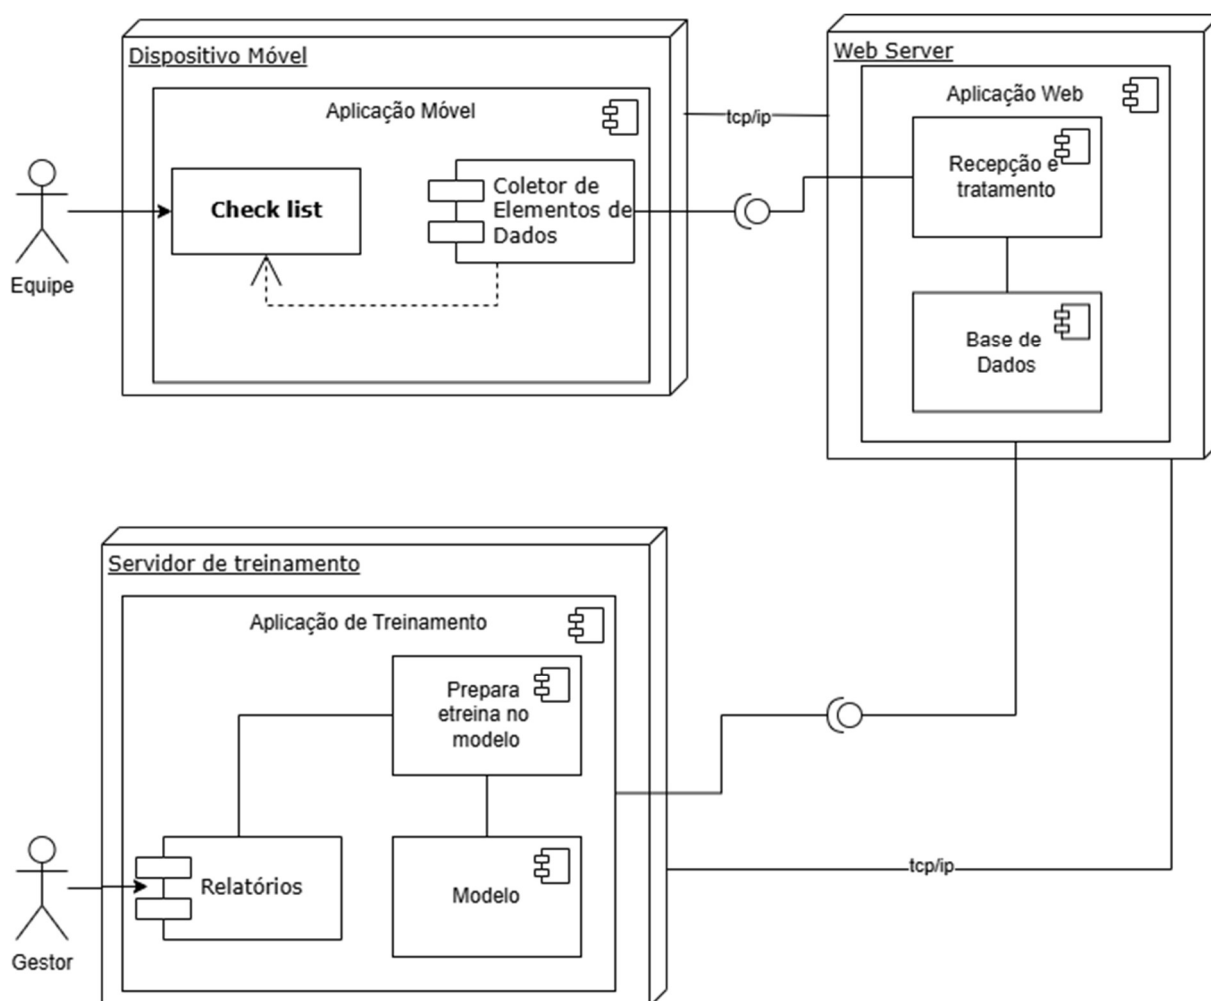 Dispositivo Móvel
Aplicação Móvel
Check list
Coletor de
Elementos de
Dados
Equipe
tcp/ip
Web Server
Aplicação Web
Recepção e
tratamento
Base de
Dados
Servidor de treinamento
Aplicação de Treinamento
Prepara
etreina no
modelo
Relatórios
Modelo
Gestor
tcp/ip